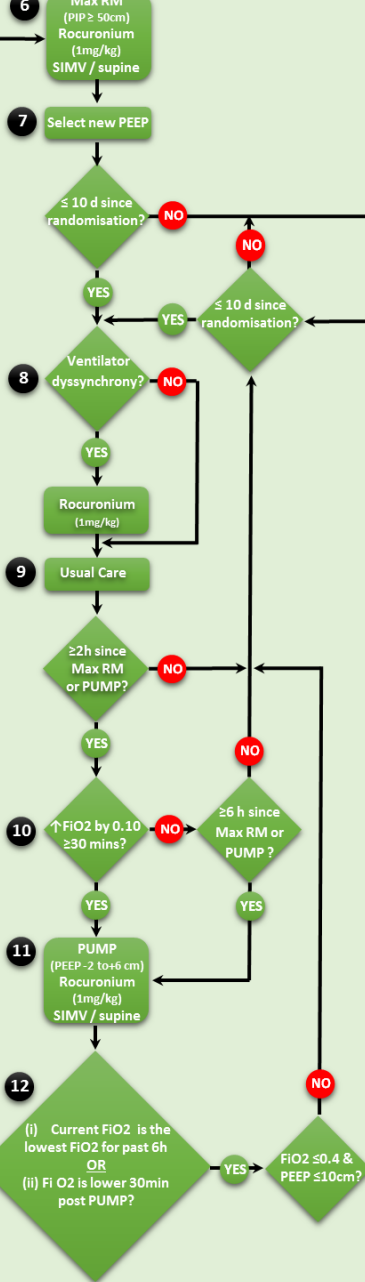 6
Max RM
(PIP ≥ 50cm)
Rocuronium
(1mg/kg)
SIMV / supine
7
Select new PEEP
≤ 10 d since
randomisation?
NO
NO
YES
YES
≤ 10 d since
randomisation?
8
Ventilator
dyssynchrony?
NO
YES
Rocuronium
(1mg/kg)
9
Usual Care
≥2h since
Max RM
or PUMP?
NO
YES
NO
10
↑FiO2 by 0.10
≥30 mins?
NO
≥6 h since
Max RM or
PUMP ?
YES
YES
11
PUMP
(PEEP -2 to+6 cm)
Rocuronium
(1mg/kg)
SIMV / supine
12
NO
(i) Current FiO2 is the
lowest FiO2 for past 6h
OR
(ii) Fi O2 is lower 30min
post PUMP?
YES
FiO2 ≤0.4 &
PEEP ≤10cm?